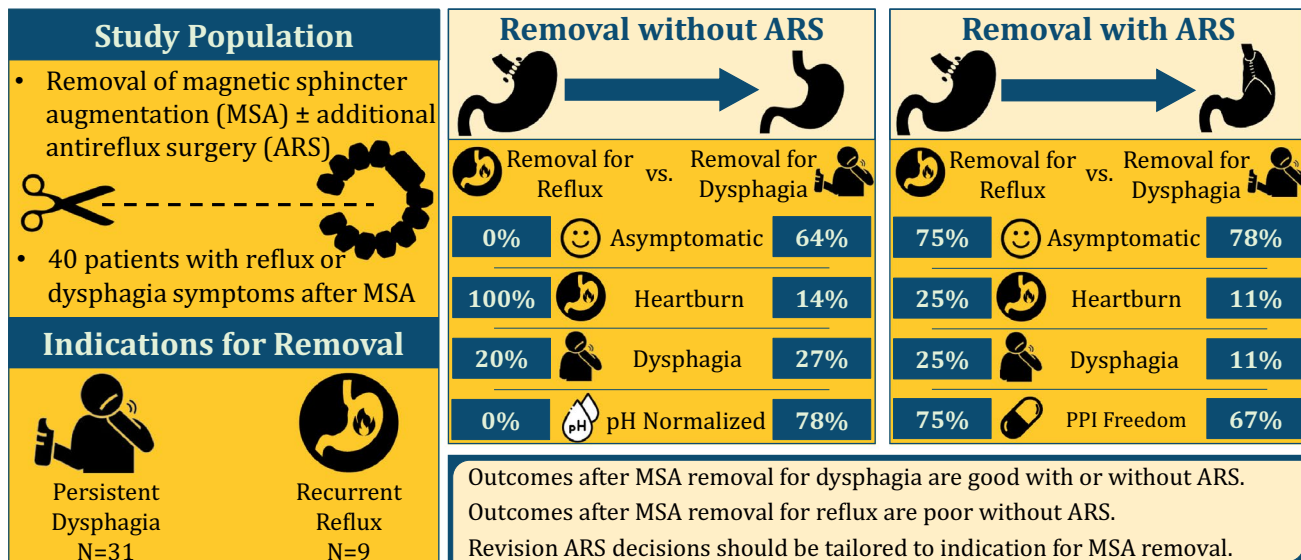 Study Population
• Removal of magnetic sphincter
augmentation (MSA) ± additional
antireflux surgery (ARS)
• 40 patients with reflux or
dysphagia symptoms after MSA
Indications for Removal
Persistent
Dysphagia
N=31
Recurrent
Reflux
N=9
Removal without ARS
Removal for
Reflux
vs.
Removal for
Dysphagia
0% Asymptomatic 64%
100% Heartburn 14%
20% Dysphagia 27%
0% pH pH Normalized 78%
Removal with ARS
Removal for
Reflux
vs.
Removal for
Dysphagia
75% Asymptomatic 78%
25% Heartburn 11%
25% Dysphagia 11%
75% PPI Freedom 67%
Outcomes after MSA removal for dysphagia are good with or without ARS.
Outcomes after MSA removal for reflux are poor without ARS.
Revision ARS decisions should be tailored to indication for MSA removal.